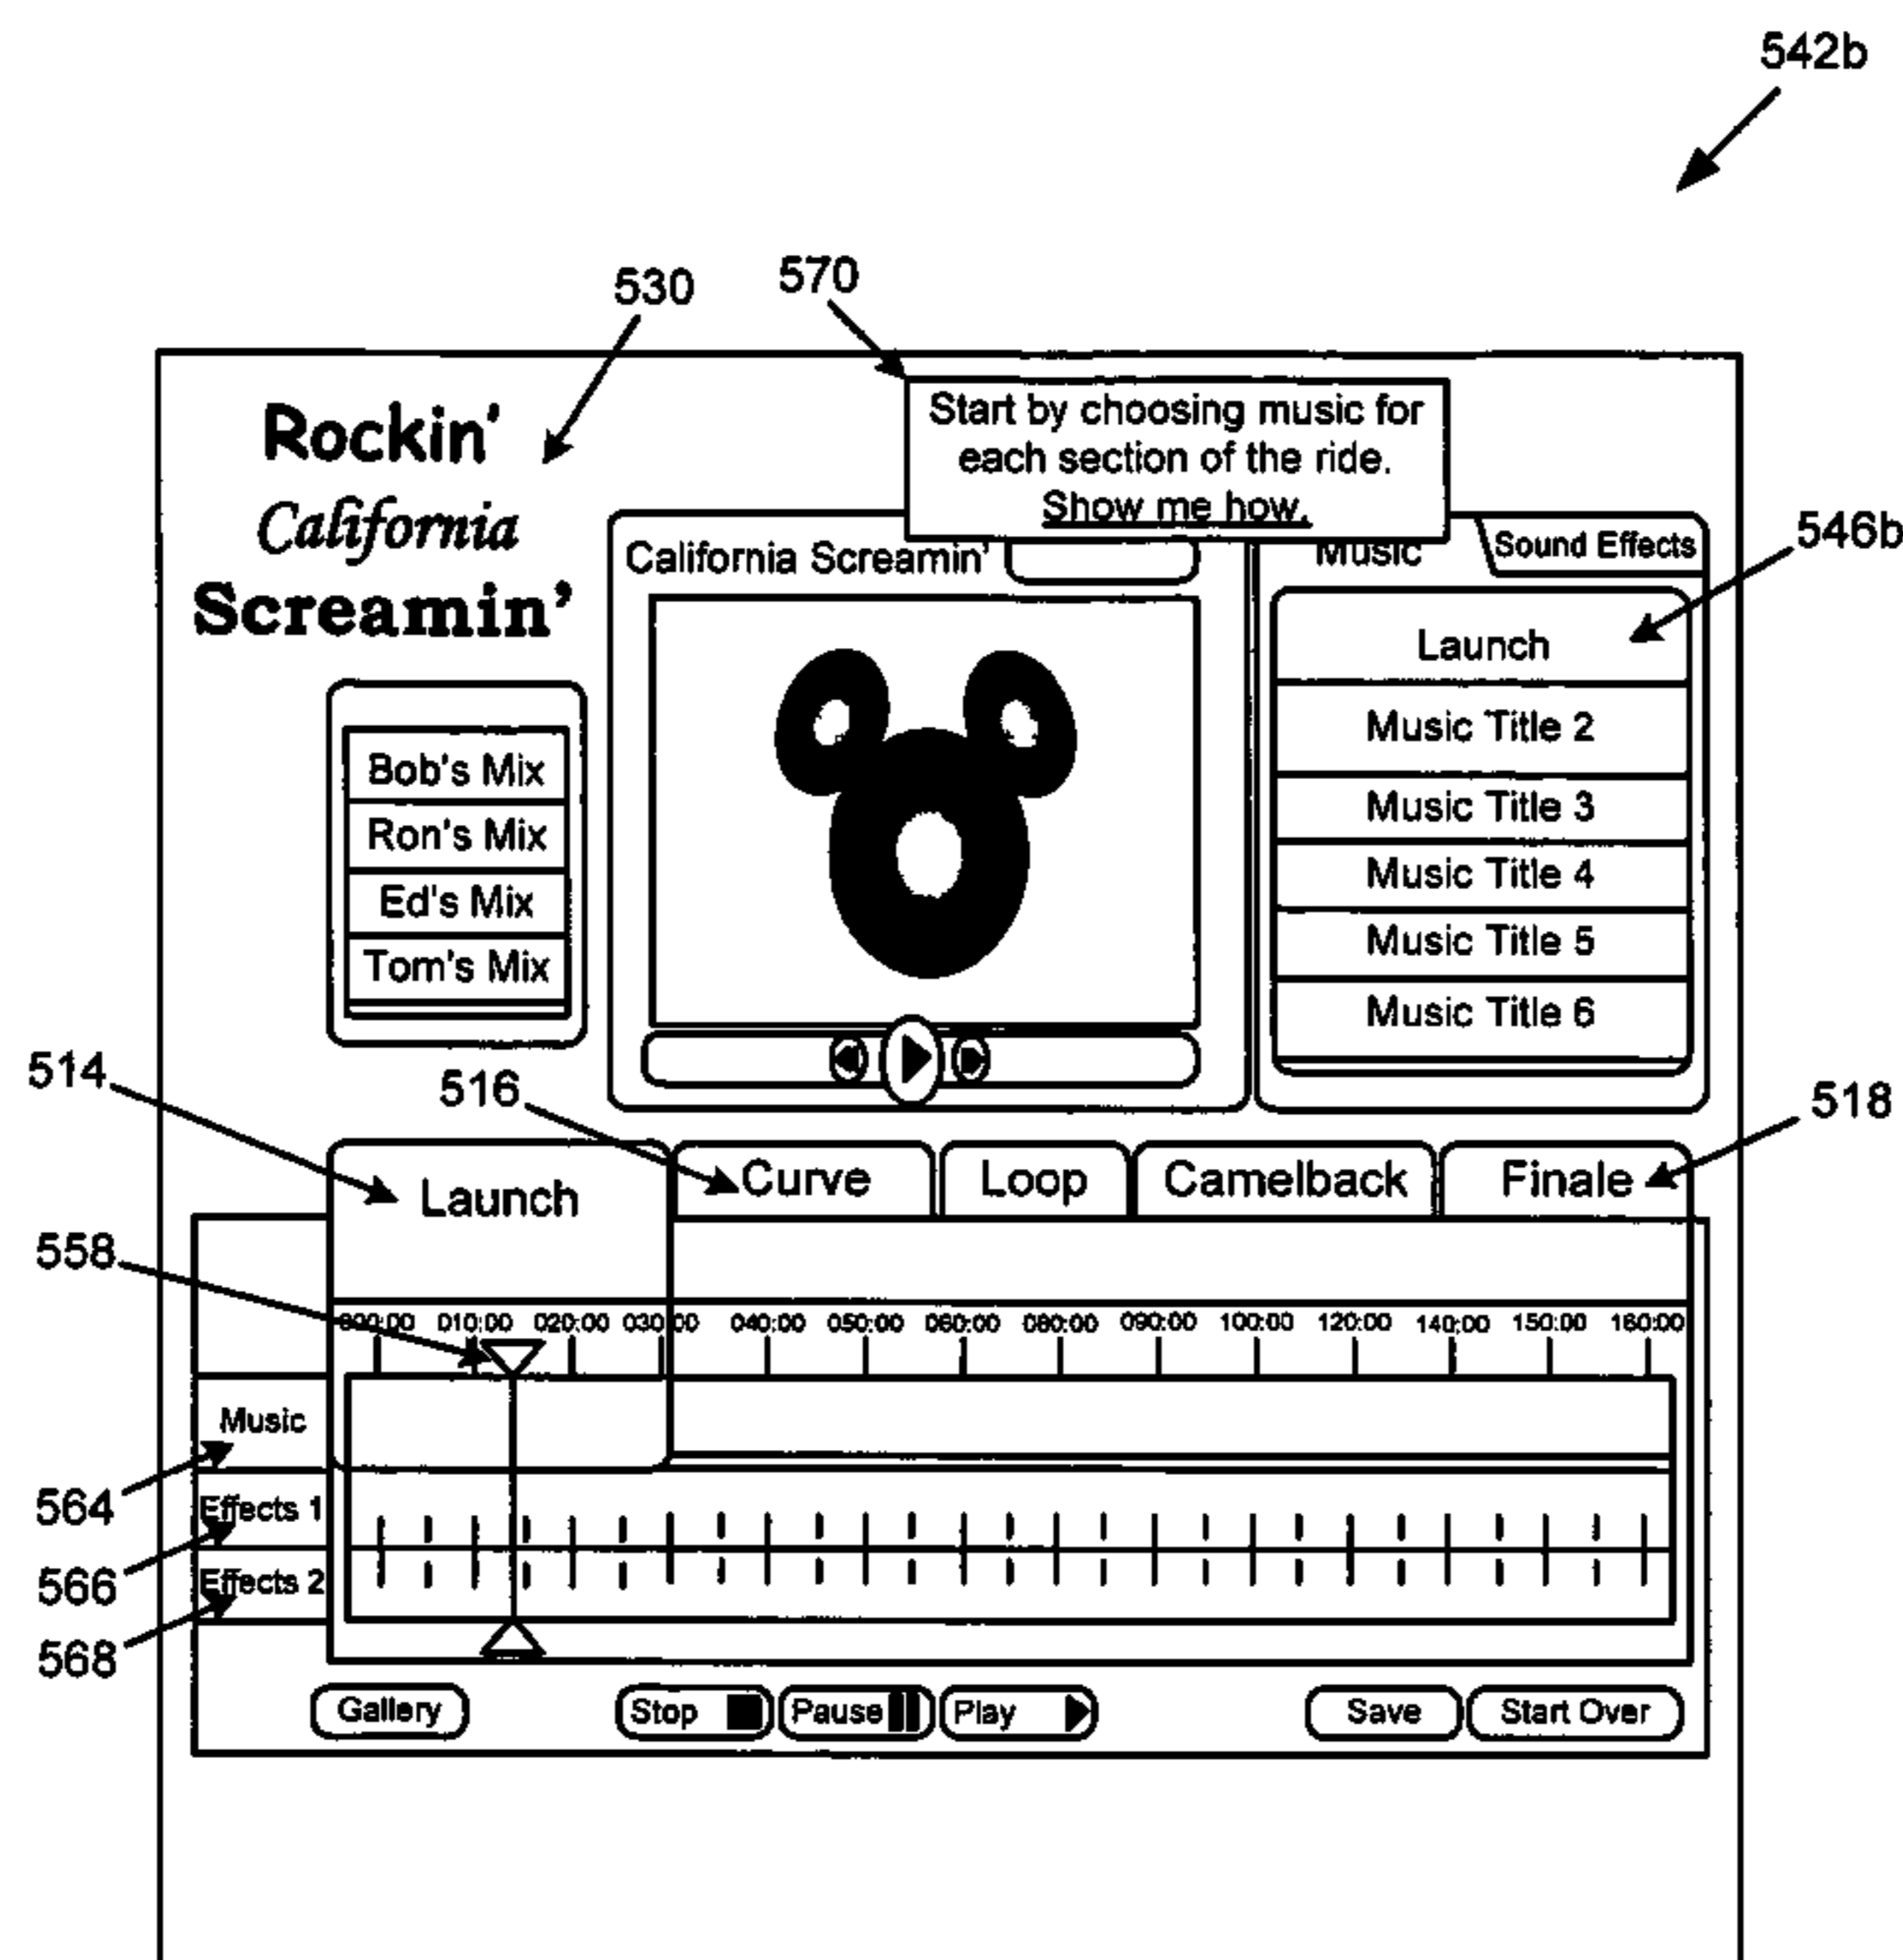 542b
530
570
Rockin'
California
Screamin'
Start by choosing music for
each section of the ride.
Show me how.
California Screamin'
Music
Sound Effects
546b
Launch
Music Title 2
Music Title 3
Music Title 4
Music Title 5
Music Title 6
Bob's Mix
Ron's Mix
Ed's Mix
Tom's Mix
514
516
518
Launch
Curve
Loop
Camelback
Finale
558
000:00 010:00 020:00 030:00 040:00 050:00 060:00 080:00 090:00 100:00 120:00 140:00 150:00 160:00
Music
564
Effects 1
566
Effects 2
568
Gallery
Stop
Pause
Play
Save
Start Over